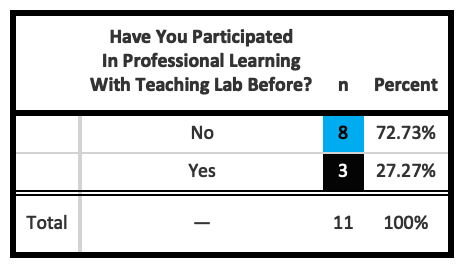 Have You Participated
In Professional Learning
With Teaching Lab Before? n Percent
No 8 72.73%
Yes 3 27.27%
Total — 11 100%